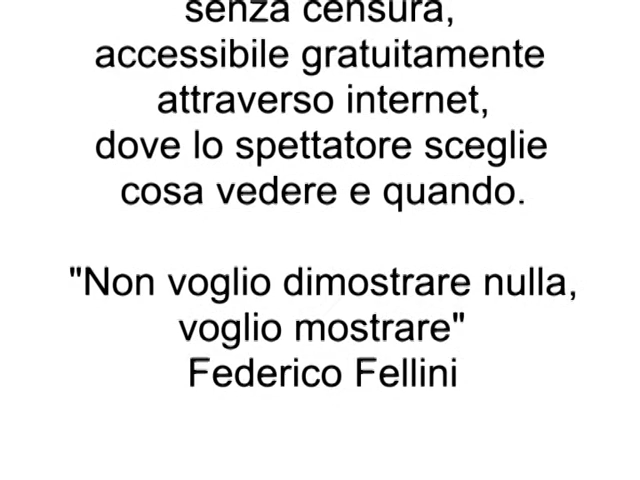 senza censura,
accessibile gratuitamente
attraverso internet,
dove lo spettatore sceglie
cosa vedere e quando.
"Non voglio dimostrare nulla,
voglio mostrare"
Federico Fellini